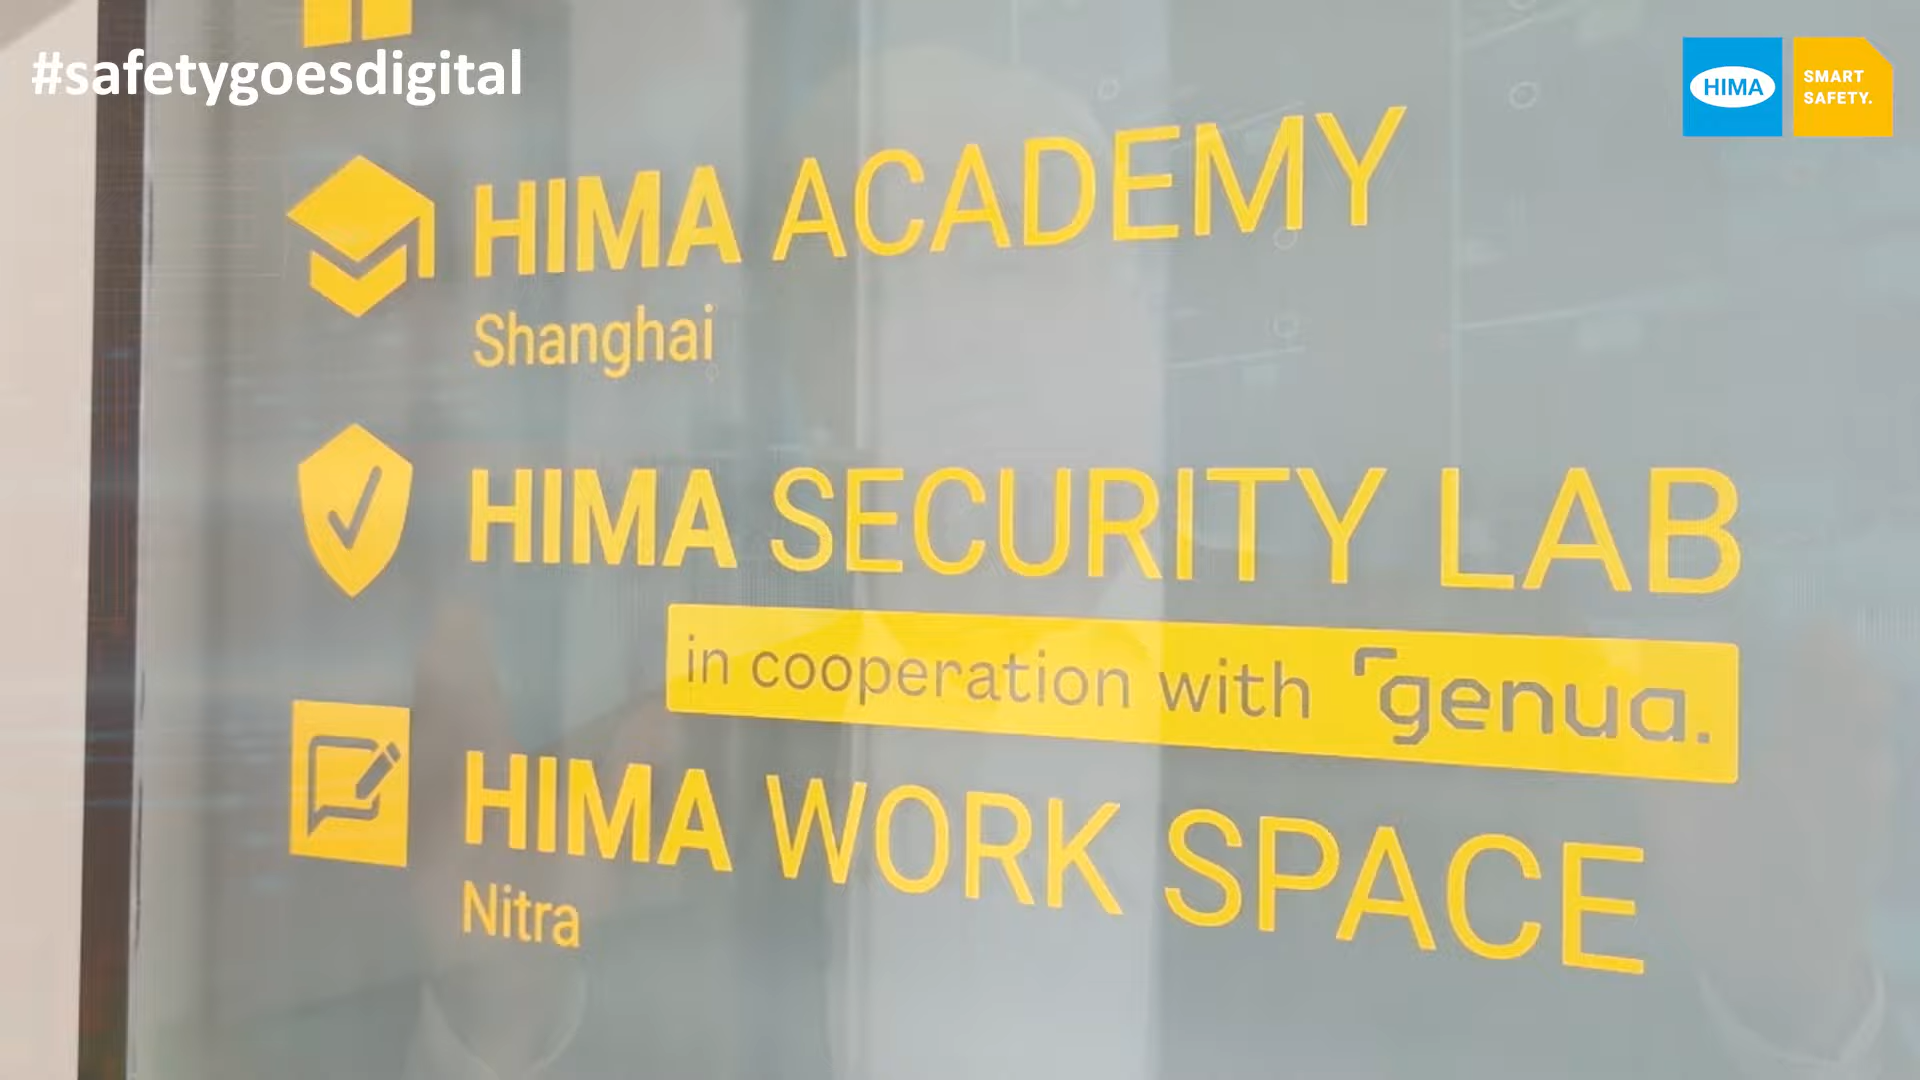 #safetygoesdigital
HIMA
SMART
SAFETY.
HIMA ACADEMY
Shanghai
HIMA SECURITY LAB
in cooperation with genua.
HIMA WORK SPACE
Nitra